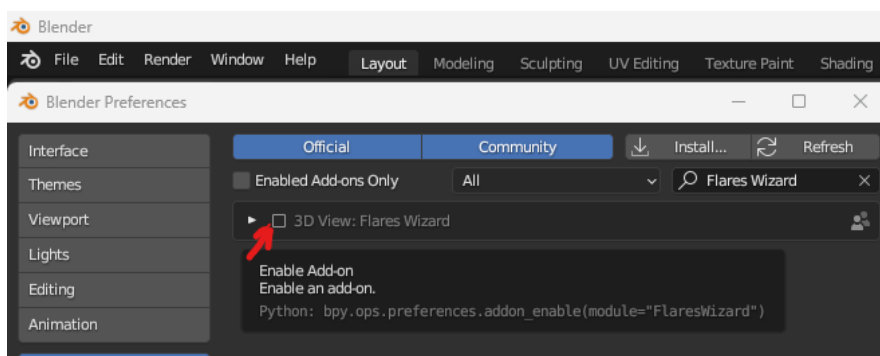 Blender
File Edit Render Window Help Layout Modeling Sculpting UV Editing Texture Paint Shading
Blender Preferences
Interface
Official Community Install... Refresh
Themes
Enabled Add-ons Only All Flares Wizard
Viewport
3D View: Flares Wizard
Lights
Enable Add-on
Editing
Enable an add-on.
Python: bpy.ops.preferences.addon_enable(module="FlaresWizard")
Animation